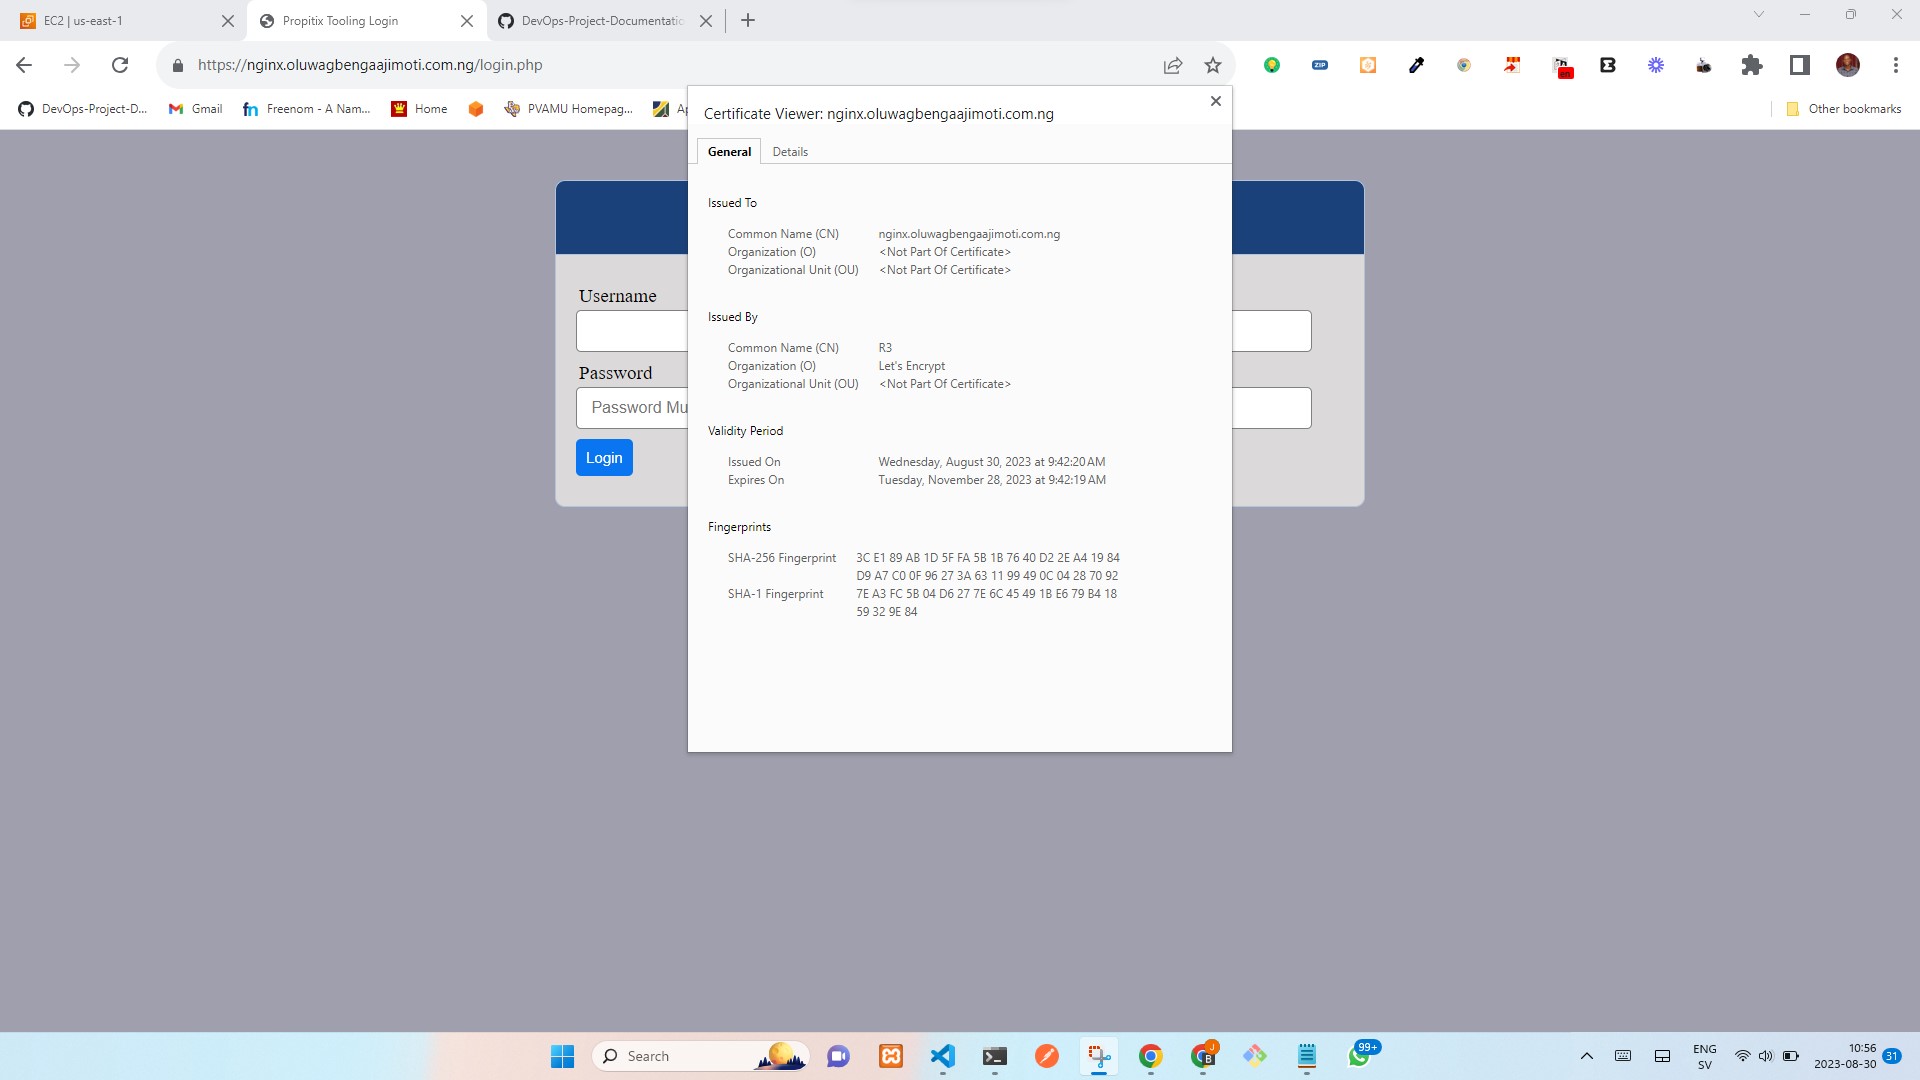 EC2 | us-east-1
Propitix Tooling Login
DevOps-Project-Documentatio
https://nginx.oluwagbengaajimoti.com.ng/login.php
ZIP
en
DevOps-Project-D...
Gmail
fn Freenom - A Nam...
Home
PVAMU Homepag...
Ap
Other bookmarks
Certificate Viewer: nginx.oluwagbengaajimoti.com.ng
General
Details
Issued To
Common Name (CN) nginx.oluwagbengaajimoti.com.ng
Organization (O) <Not Part Of Certificate>
Organizational Unit (OU) <Not Part Of Certificate>
Issued By
Common Name (CN) R3
Organization (O) Let's Encrypt
Organizational Unit (OU) <Not Part Of Certificate>
Validity Period
Issued On Wednesday, August 30, 2023 at 9:42:20 AM
Expires On Tuesday, November 28, 2023 at 9:42:19 AM
Fingerprints
SHA-256 Fingerprint 3C E1 89 AB 1D 5F FA 5B 1B 76 40 D2 2E A4 19 84
D9 A7 C0 0F 96 27 3A 63 11 99 49 0C 04 28 70 92
SHA-1 Fingerprint 7E A3 FC 5B 04 D6 27 7E 6C 45 49 1B E6 79 B4 18
59 32 9E 84
Username
Password
Password Mu
Login
Search
J
B
99+
ENG
SV
10:56
2023-08-30
31